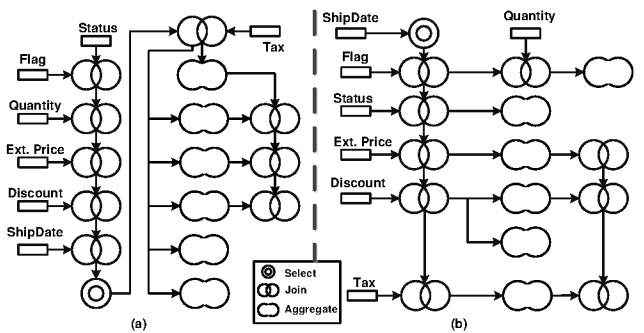 Status
Flag
Tax
Quantity
Ext. Price
Discount
ShipDate
(a)
ShipDate
Quantity
Flag
Status
Ext. Price
Discount
Tax
(b)
Select
Join
Aggregate